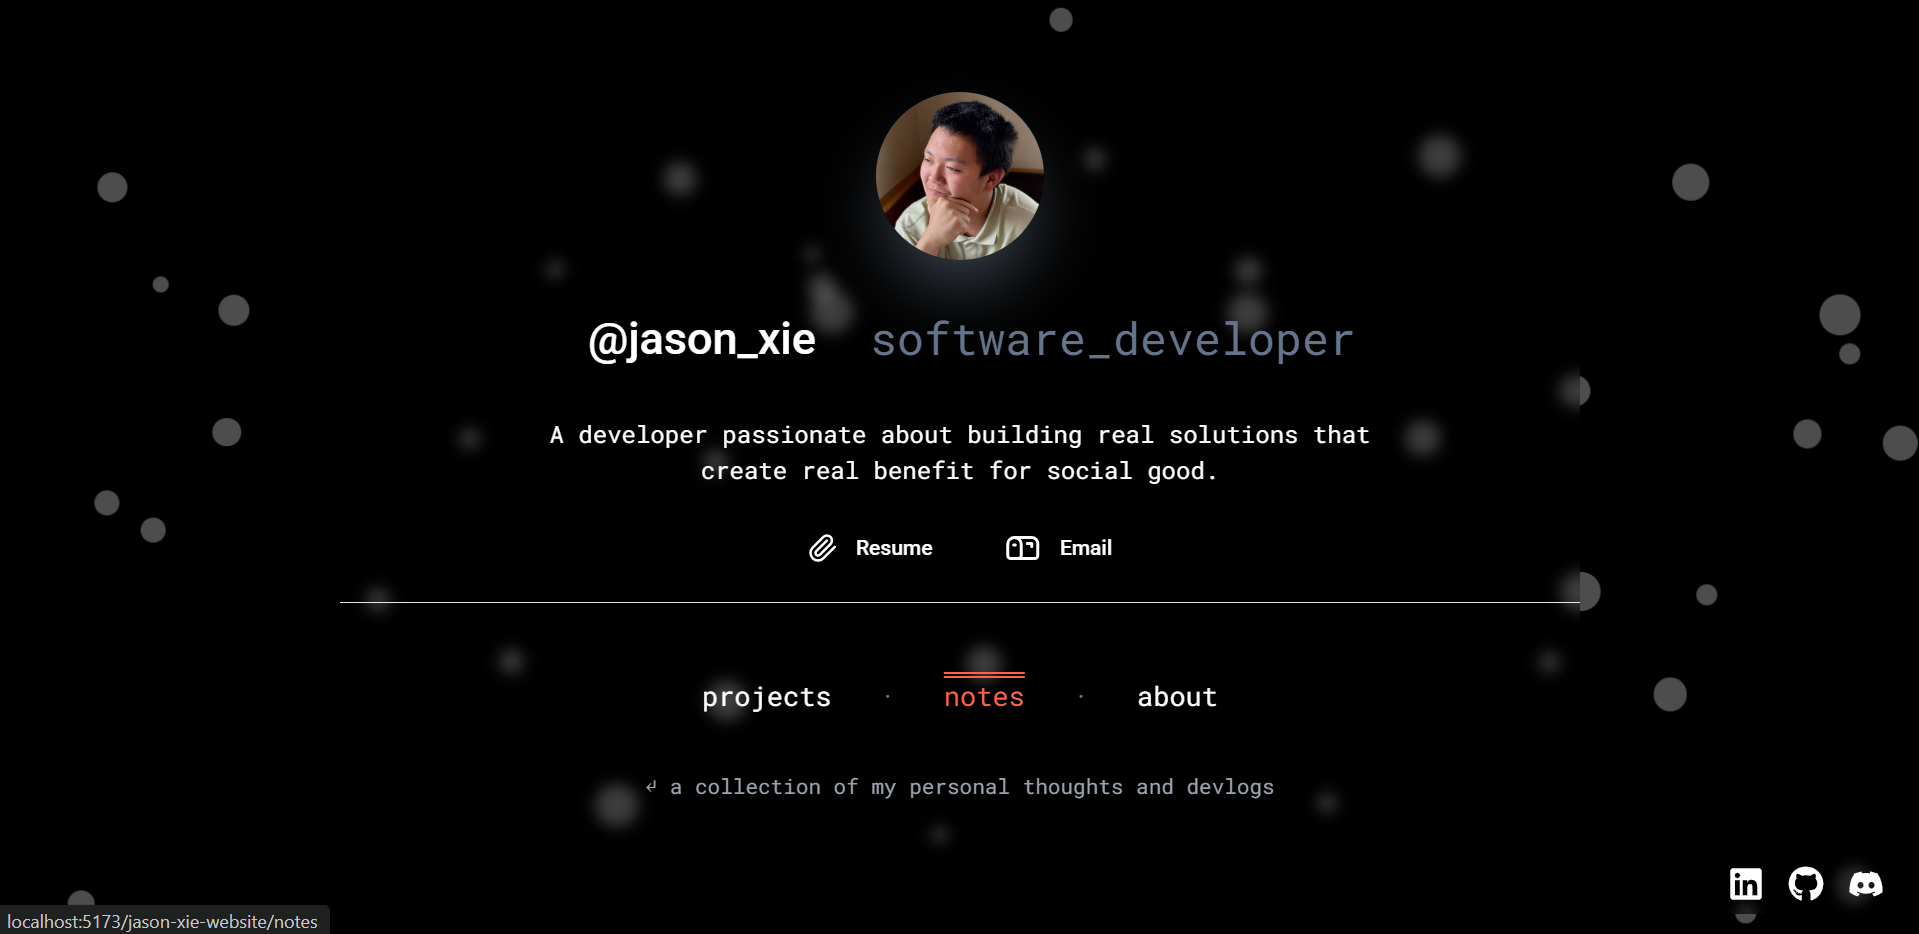 @jason_xie software_developer
A developer passionate about building real solutions that
create real benefit for social good.
Resume Email
projects · notes · about
↲ a collection of my personal thoughts and devlogs
in
localhost:5173/jason-xie-website/notes